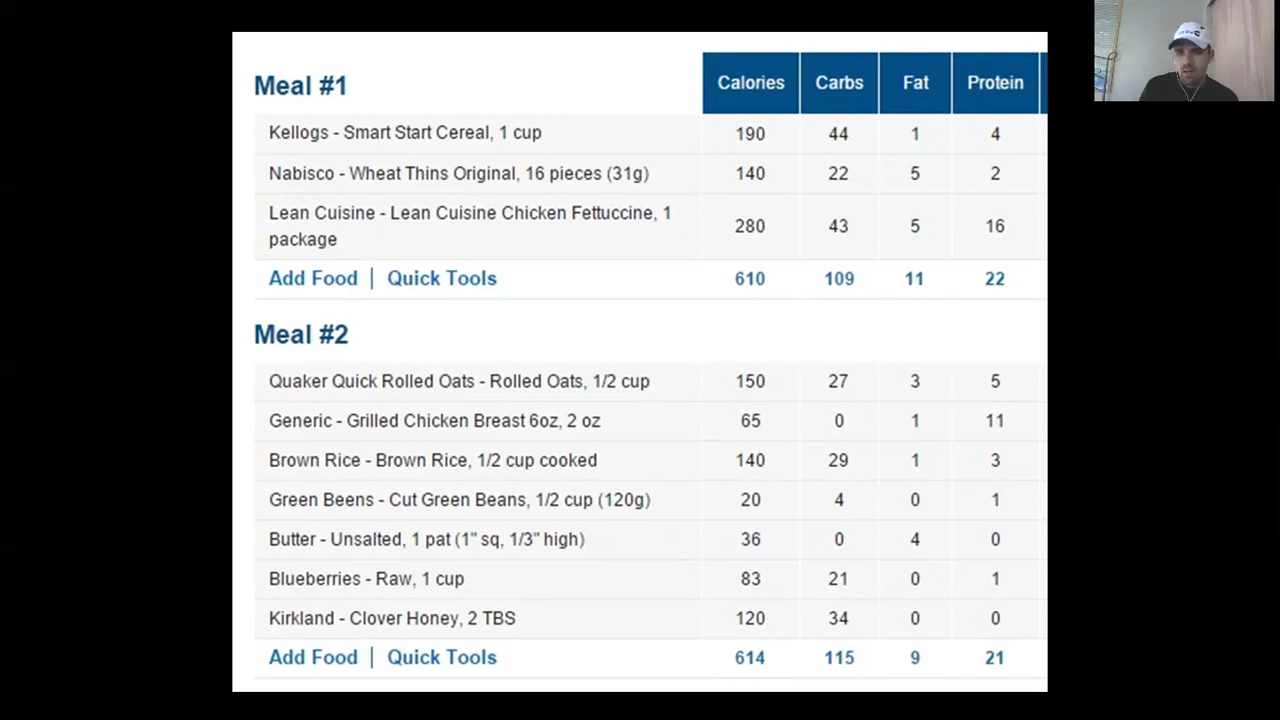 Meal #1 Calories Carbs Fat Protein
Kellogs - Smart Start Cereal, 1 cup 190 44 1 4
Nabisco - Wheat Thins Original, 16 pieces (31g) 140 22 5 2
Lean Cuisine - Lean Cuisine Chicken Fettuccine, 1
package 280 43 5 16
Add Food | Quick Tools 610 109 11 22
Meal #2
Quaker Quick Rolled Oats - Rolled Oats, 1/2 cup 150 27 3 5
Generic - Grilled Chicken Breast 6oz, 2 oz 65 0 1 11
Brown Rice - Brown Rice, 1/2 cup cooked 140 29 1 3
Green Beens - Cut Green Beans, 1/2 cup (120g) 20 4 0 1
Butter - Unsalted, 1 pat (1" sq, 1/3" high) 36 0 4 0
Blueberries - Raw, 1 cup 83 21 0 1
Kirkland - Clover Honey, 2 TBS 120 34 0 0
Add Food | Quick Tools 614 115 9 21